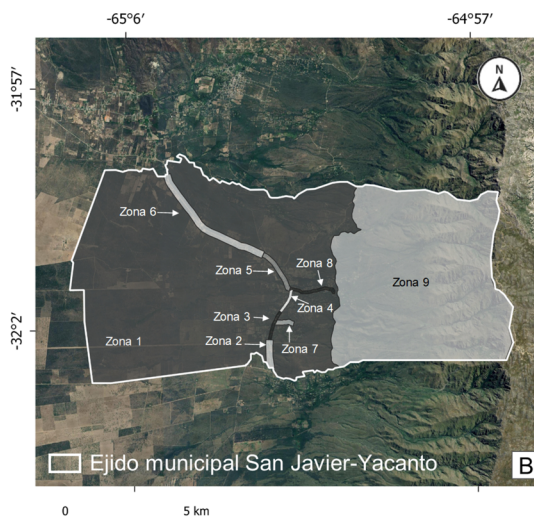 -65°6′
-64°57′
-31°57′
N
Zona 6
Zona 5
Zona 8
Zona 9
Zona 4
Zona 3
-32°2′
Zona 1
Zona 2
Zona 7
Ejido municipal San Javier-Yacanto
B
0
5 km